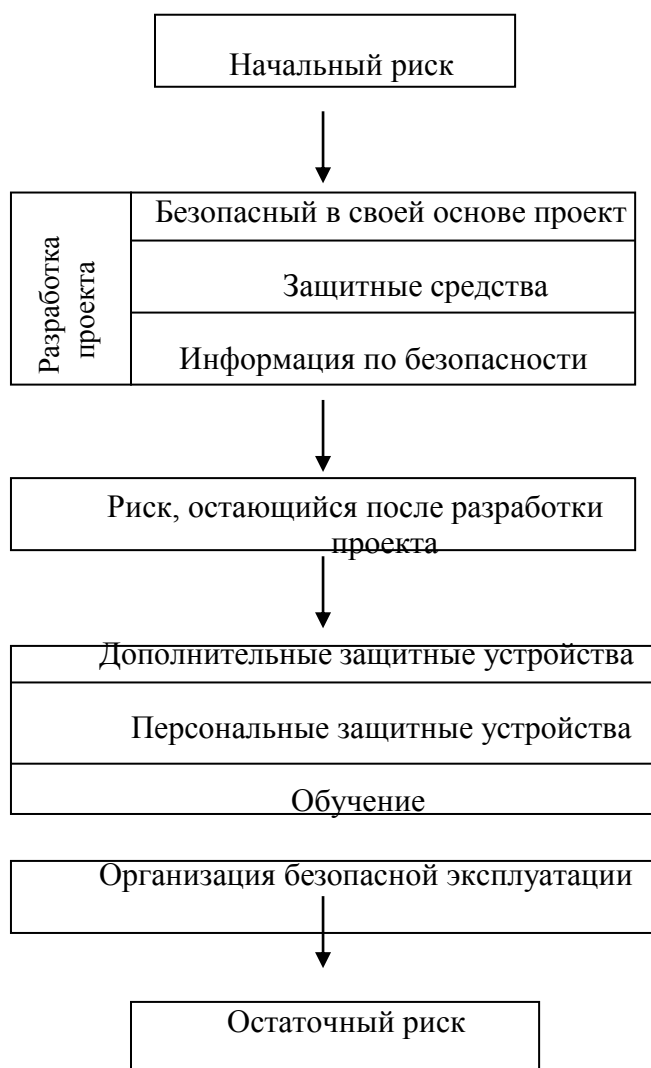 Начальный риск
Разработка
проекта
Безопасный в своей основе проект
Защитные средства
Информация по безопасности
Риск, остающийся после разработки
проекта
Дополнительные защитные устройства
Персональные защитные устройства
Обучение
Организация безопасной эксплуатации
Остаточный риск